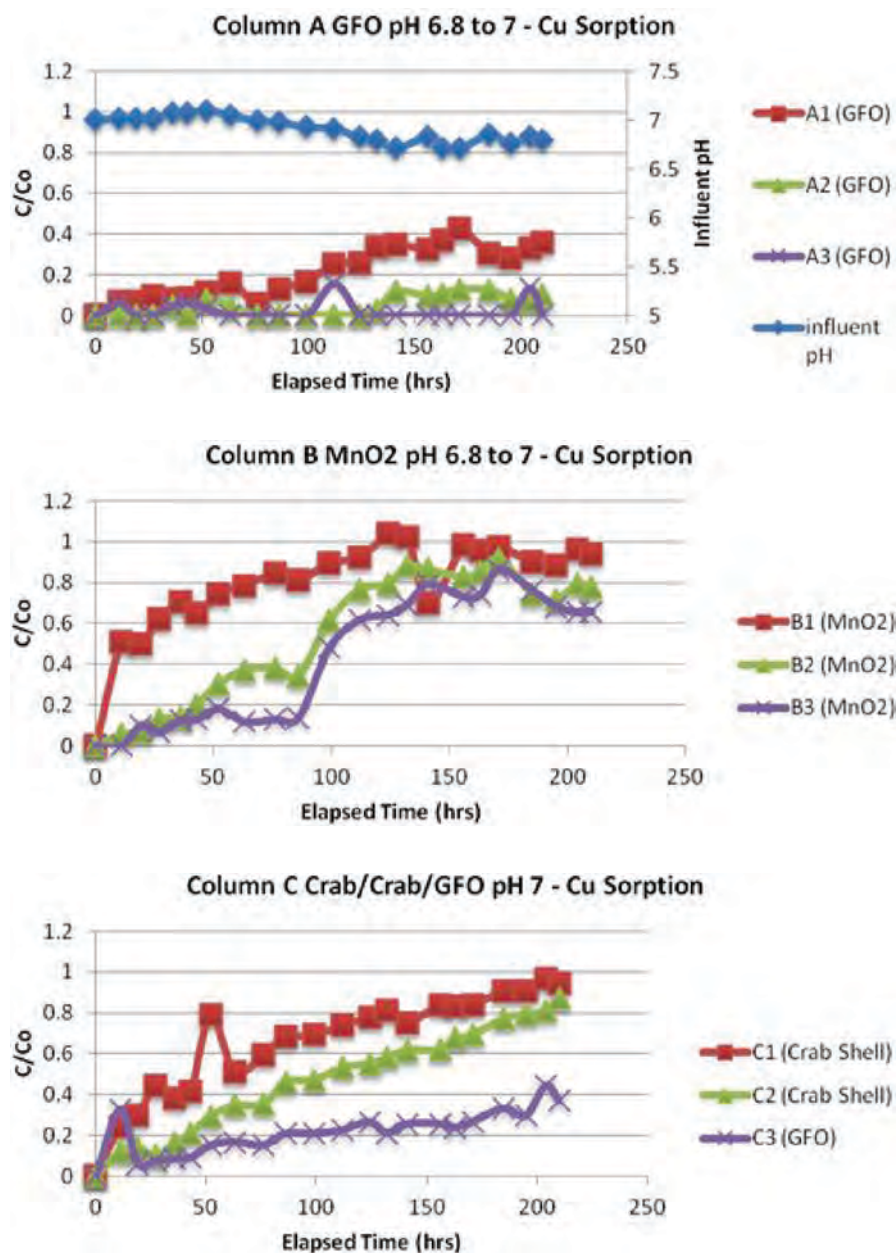 Column A GFO pH 6.8 to 7 - Cu Sorption
1.2
1
0.8
0.6
0.4
0.2
0
C/Co
7.5
7
6.5
6
5.5
5
Influent pH
0 50 100 150 200 250
Elapsed Time (hrs)
A1 (GFO)
A2 (GFO)
A3 (GFO)
influent
pH
Column B MnO2 pH 6.8 to 7 - Cu Sorption
1.2
1
0.8
0.6
0.4
0.2
0
C/Co
0 50 100 150 200 250
Elapsed Time (hrs)
B1 (MnO2)
B2 (MnO2)
B3 (MnO2)
Column C Crab/Crab/GFO pH 7 - Cu Sorption
1.2
1
0.8
0.6
0.4
0.2
0
C/Co
0 50 100 150 200 250
Elapsed Time (hrs)
C1 (Crab Shell)
C2 (Crab Shell)
C3 (GFO)